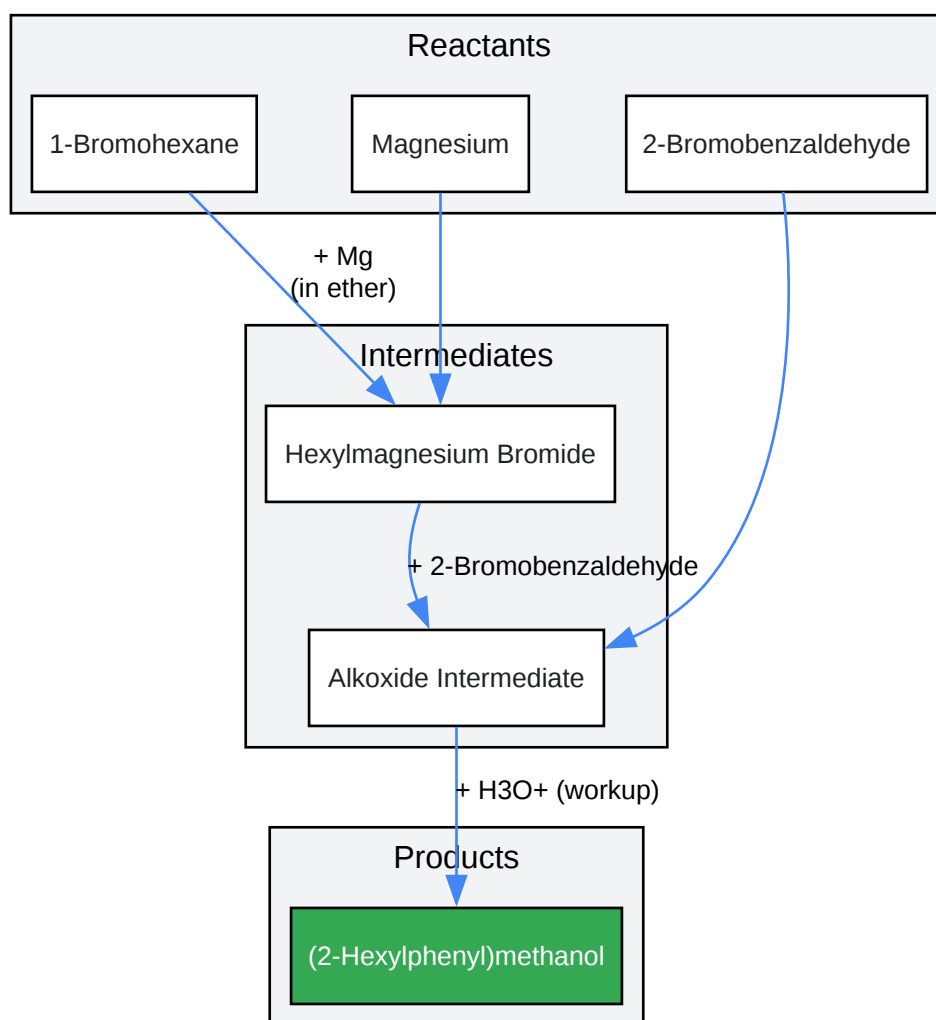 Reactants
1-Bromohexane
Magnesium
2-Bromobenzaldehyde
+ Mg
(in ether)
Intermediates
Hexylmagnesium Bromide
+ 2-Bromobenzaldehyde
Alkoxide Intermediate
+ H3O+ (workup)
Products
(2-Hexylphenyl)methanol